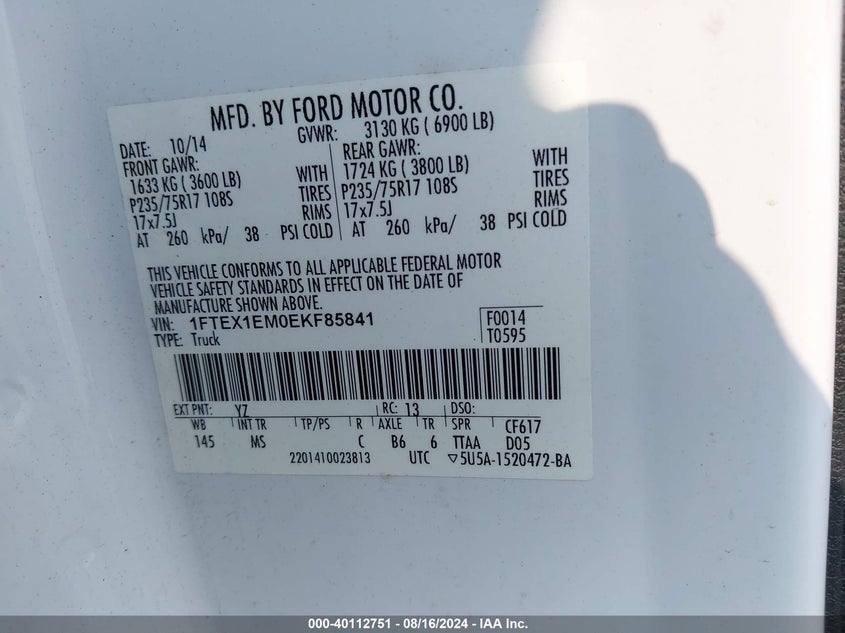 MFD. BY FORD MOTOR CO.
DATE: 10/14 GVWR: 3130 KG ( 6900 LB)
FRONT GAWR: REAR GAWR:
1633 KG ( 3600 LB) WITH 1724 KG ( 3800 LB) WITH
P235/75R17 108S TIRES P235/75R17 108S TIRES
17x7.5J RIMS 17x7.5J RIMS
AT 260 kPa/ 38 PSI COLD AT 260 kPa/ 38 PSI COLD
THIS VEHICLE CONFORMS TO ALL APPLICABLE FEDERAL MOTOR
VEHICLE SAFETY STANDARDS IN EFFECT ON THE DATE OF
MANUFACTURE SHOWN ABOVE.
VIN: 1FTEX1EM0EKF85841 F0014
TYPE: Truck T0595
EXT PNT: YZ RC: 13 DSO:
WB INT TR TP/PS R AXLE TR SPR CF617
145 MS C B6 6 TTAA D05
2201410023813 UTC ▽5U5A-1520472-BA
000-40112751 - 08/16/2024 - IAA Inc.